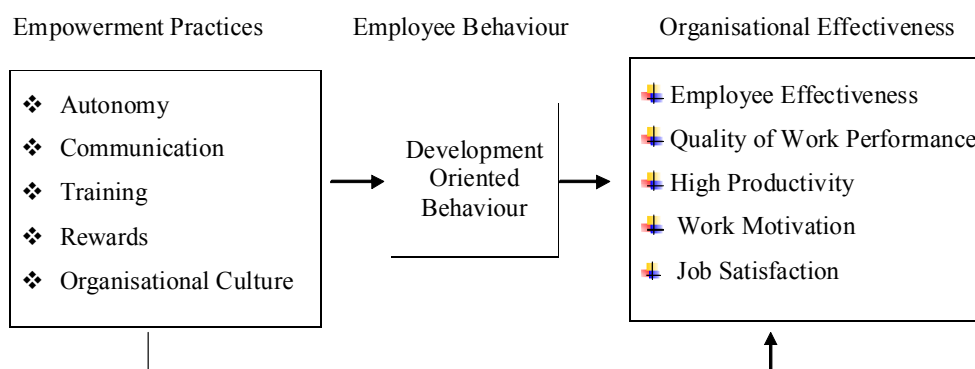 Empowerment Practices
Employee Behaviour
Organisational Effectiveness
Autonomy
Communication
Training
Rewards
Organisational Culture
Development
Oriented
Behaviour
Employee Effectiveness
Quality of Work Performance
High Productivity
Work Motivation
Job Satisfaction